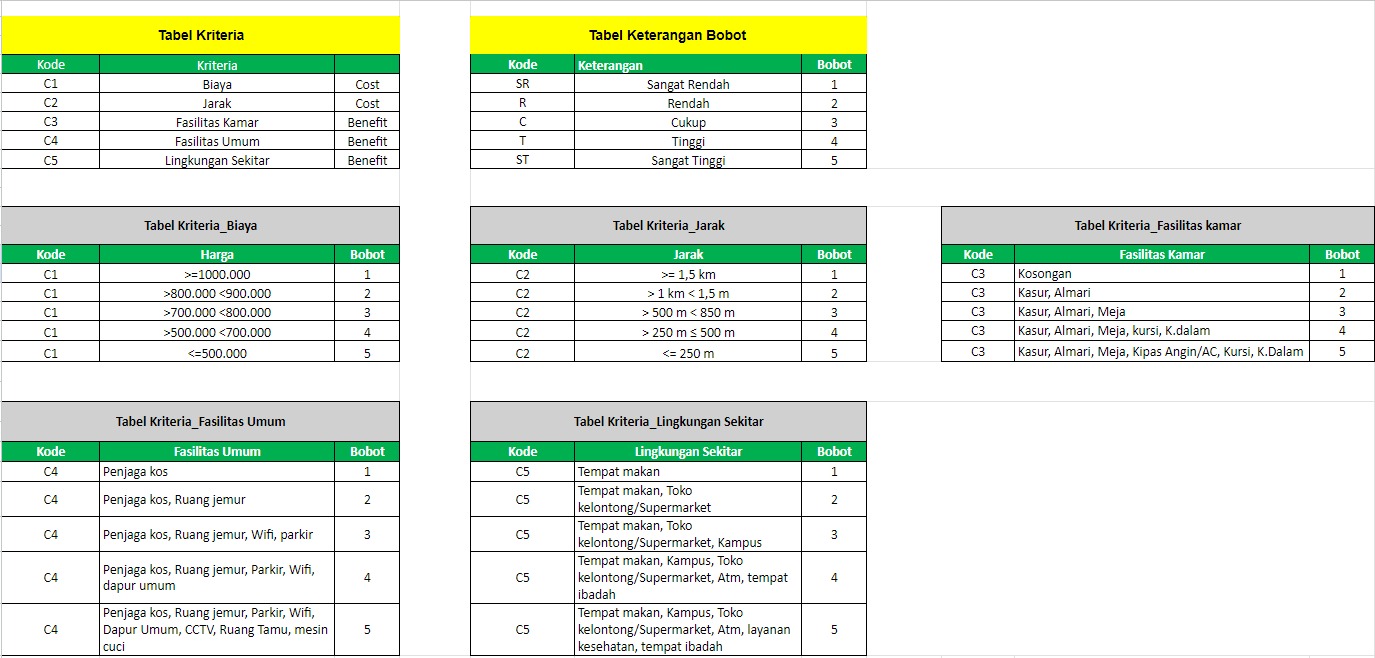 Tabel Kriteria
Kode Kriteria
C1 Biaya Cost
C2 Jarak Cost
C3 Fasilitas Kamar Benefit
C4 Fasilitas Umum Benefit
C5 Lingkungan Sekitar Benefit
Tabel Keterangan Bobot
Kode Keterangan Bobot
SR Sangat Rendah 1
R Rendah 2
C Cukup 3
T Tinggi 4
ST Sangat Tinggi 5
Tabel Kriteria_Biaya
Kode Harga Bobot
C1 >=1000.000 1
C1 >800.000 <900.000 2
C1 >700.000 <800.000 3
C1 >500.000 <700.000 4
C1 <=500.000 5
Tabel Kriteria_Jarak
Kode Jarak Bobot
C2 >= 1,5 km 1
C2 > 1 km < 1,5 m 2
C2 > 500 m < 850 m 3
C2 > 250 m ≤ 500 m 4
C2 <= 250 m 5
Tabel Kriteria_Fasilitas kamar
Kode Fasilitas Kamar Bobot
C3 Kosongan 1
C3 Kasur, Almari 2
C3 Kasur, Almari, Meja 3
C3 Kasur, Almari, Meja, kursi, K.dalam 4
C3 Kasur, Almari, Meja, Kipas Angin/AC, Kursi, K.Dalam 5
Tabel Kriteria_Fasilitas Umum
Kode Fasilitas Umum Bobot
C4 Penjaga kos 1
C4 Penjaga kos, Ruang jemur 2
C4 Penjaga kos, Ruang jemur, Wifi, parkir 3
Penjaga kos, Ruang jemur, Parkir, Wifi,
C4 dapur umum 4
Penjaga kos, Ruang jemur, Parkir, Wifi,
C4 Dapur Umum, CCTV, Ruang Tamu, mesin 5
cuci
Tabel Kriteria_Lingkungan Sekitar
Kode Lingkungan Sekitar Bobot
C5 Tempat makan 1
Tempat makan, Toko
C5 kelontong/Supermarket 2
Tempat makan, Toko
C5 kelontong/Supermarket, Kampus 3
Tempat makan, Kampus, Toko
C5 kelontong/Supermarket, Atm, tempat 4
ibadah
Tempat makan, Kampus, Toko
C5 kelontong/Supermarket, Atm, layanan 5
kesehatan, tempat ibadah